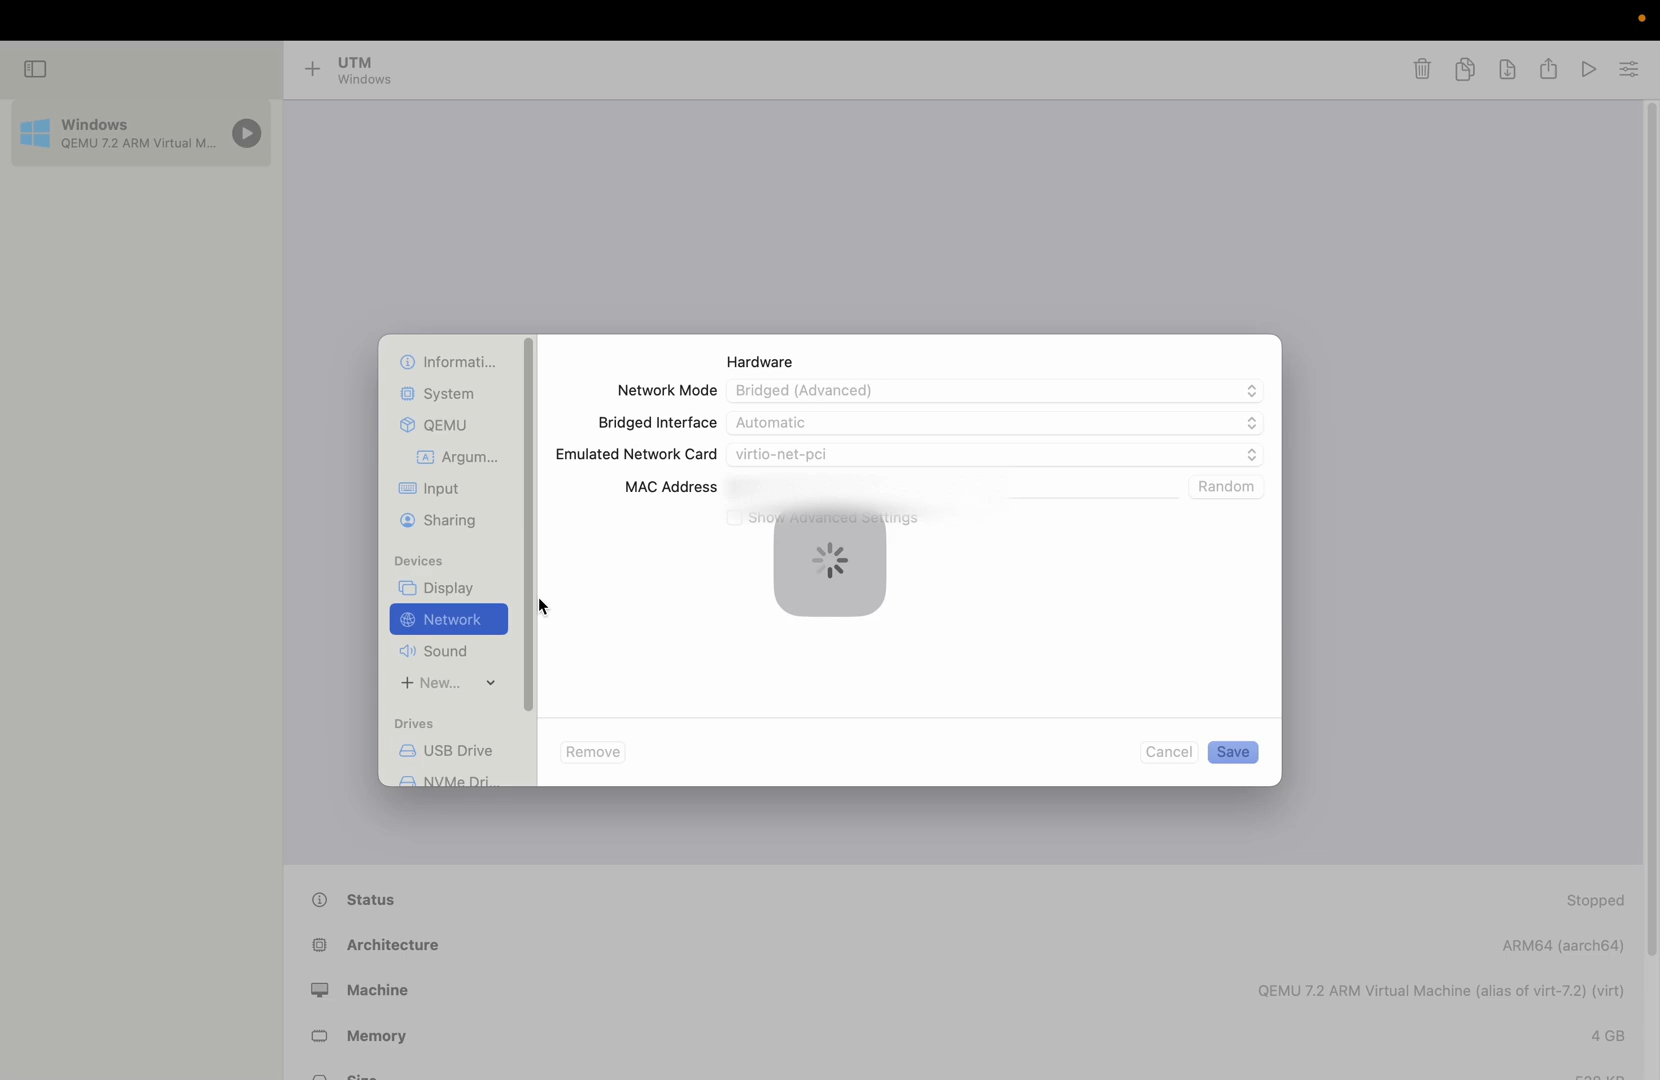 UTM
Windows
Windows
QEMU 7.2 ARM Virtual M...
Informati...
System
QEMU
Argum...
Input
Sharing
Devices
Display
Network
Sound
New...
Drives
USB Drive
NVMe Dri...
Hardware
Network Mode Bridged (Advanced)
Bridged Interface Automatic
Emulated Network Card virtio-net-pci
MAC Address Random
Show Advanced Settings
Remove Cancel Save
Status Stopped
Architecture ARM64 (aarch64)
Machine QEMU 7.2 ARM Virtual Machine (alias of virt-7.2) (virt)
Memory 4 GB